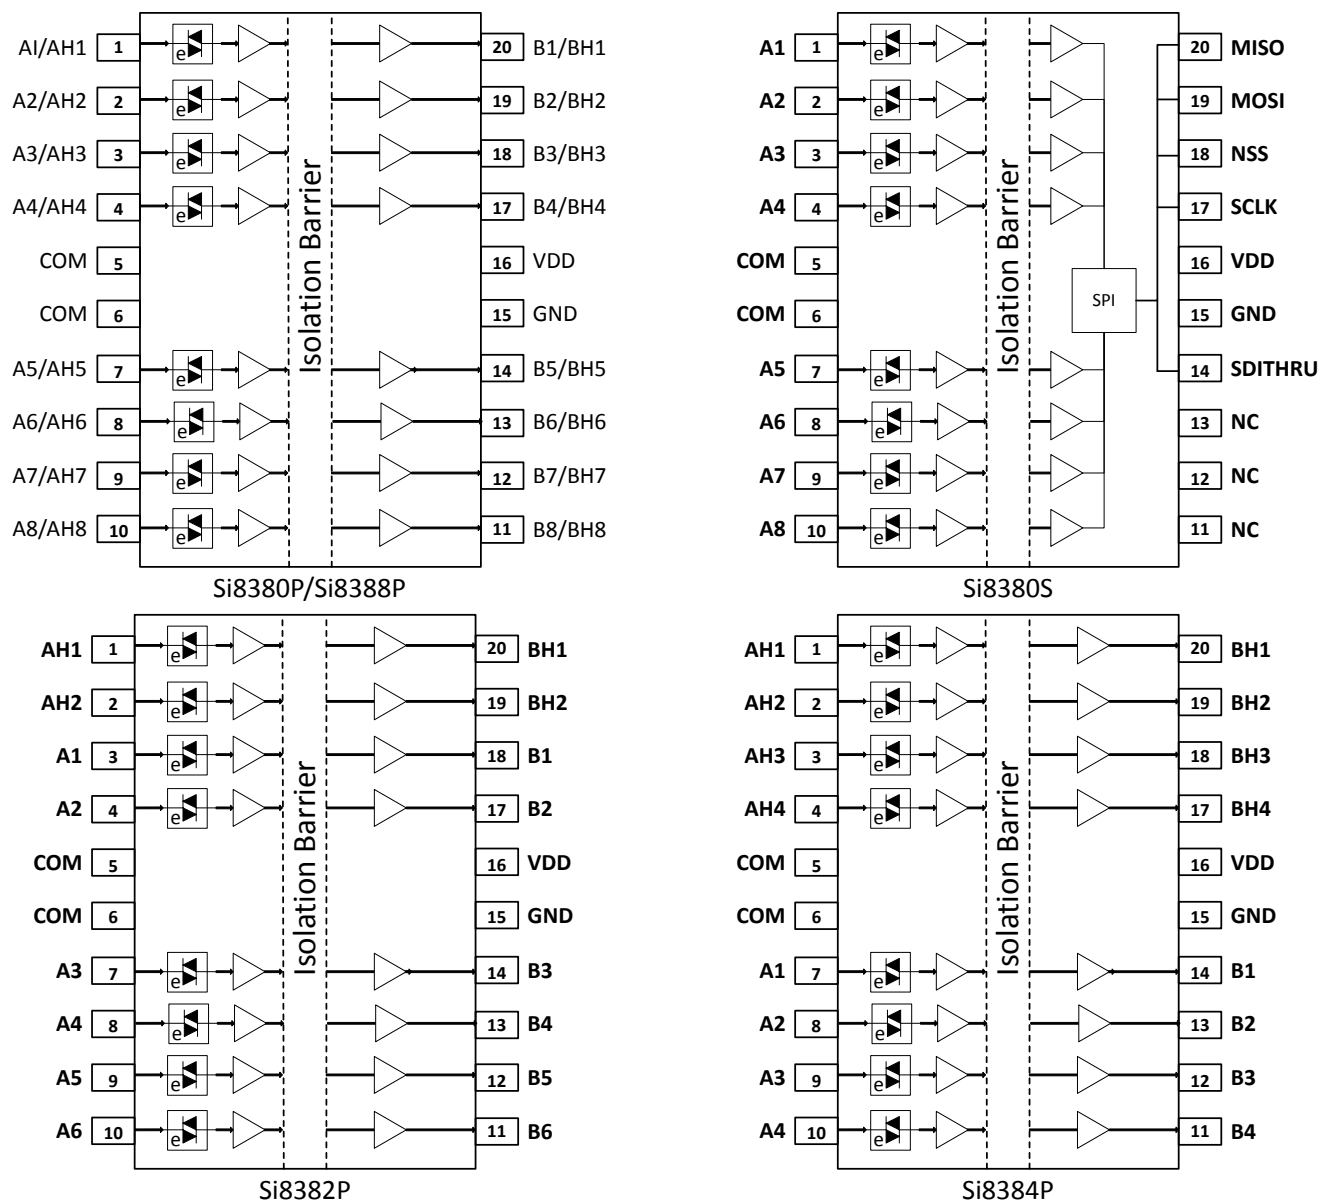 AI/AH1 1 e 20 B1/BH1
A2/AH2 2 e 19 B2/BH2
A3/AH3 3 e 18 B3/BH3
A4/AH4 4 e 17 B4/BH4
COM 5 16 VDD
COM 6 15 GND
A5/AH5 7 e 14 B5/BH5
A6/AH6 8 e 13 B6/BH6
A7/AH7 9 e 12 B7/BH7
A8/AH8 10 e 11 B8/BH8
Isolation Barrier
Si8380P/Si8388P
A1 1 e 20 MISO
A2 2 e 19 MOSI
A3 3 e 18 NSS
A4 4 e 17 SCLK
COM 5 16 VDD
SPI
COM 6 15 GND
A5 7 e 14 SDITHRU
A6 8 e 13 NC
A7 9 e 12 NC
A8 10 e 11 NC
Isolation Barrier
Si8380S
AH1 1 e 20 BH1
AH2 2 e 19 BH2
A1 3 e 18 B1
A2 4 e 17 B2
COM 5 16 VDD
COM 6 15 GND
A3 7 e 14 B3
A4 8 e 13 B4
A5 9 e 12 B5
A6 10 e 11 B6
Isolation Barrier
Si8382P
AH1 1 e 20 BH1
AH2 2 e 19 BH2
AH3 3 e 18 BH3
AH4 4 e 17 BH4
COM 5 16 VDD
COM 6 15 GND
A1 7 e 14 B1
A2 8 e 13 B2
A3 9 e 12 B3
A4 10 e 11 B4
Isolation Barrier
Si8384P